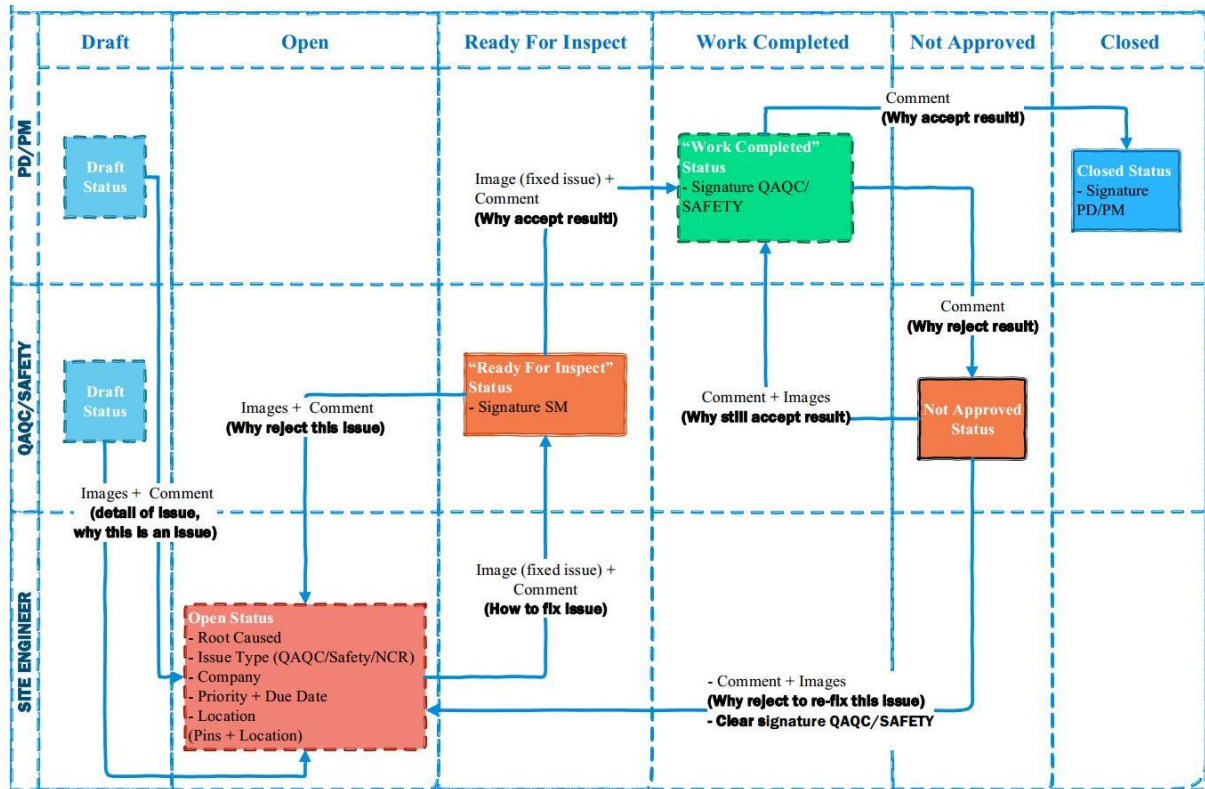 Draft
Open
Ready For Inspect
Work Completed
Not Approved
Closed
PD/PM
Draft
Status
Image (fixed issue) +
Comment
(Why accept result!)
“Work Completed”
Status
- Signature QAQC/
SAFETY
Comment
(Why accept result!)
Closed Status
- Signature
PD/PM
QAQC/SAFETY
Draft
Status
Images + Comment
(Why reject this issue)
“Ready For Inspect”
Status
- Signature SM
Comment + Images
(Why still accept result)
Comment
(Why reject result)
Not Approved
Status
Images + Comment
(detail of issue,
why this is an issue)
SITE ENGINEER
Open Status
- Root Caused
- Issue Type (QAQC/Safety/NCR)
- Company
- Priority + Due Date
- Location
(Pins + Location)
Image (fixed issue) +
Comment
(How to fix issue)
- Comment + Images
(Why reject to re-fix this issue)
- Clear signature QAQC/SAFETY